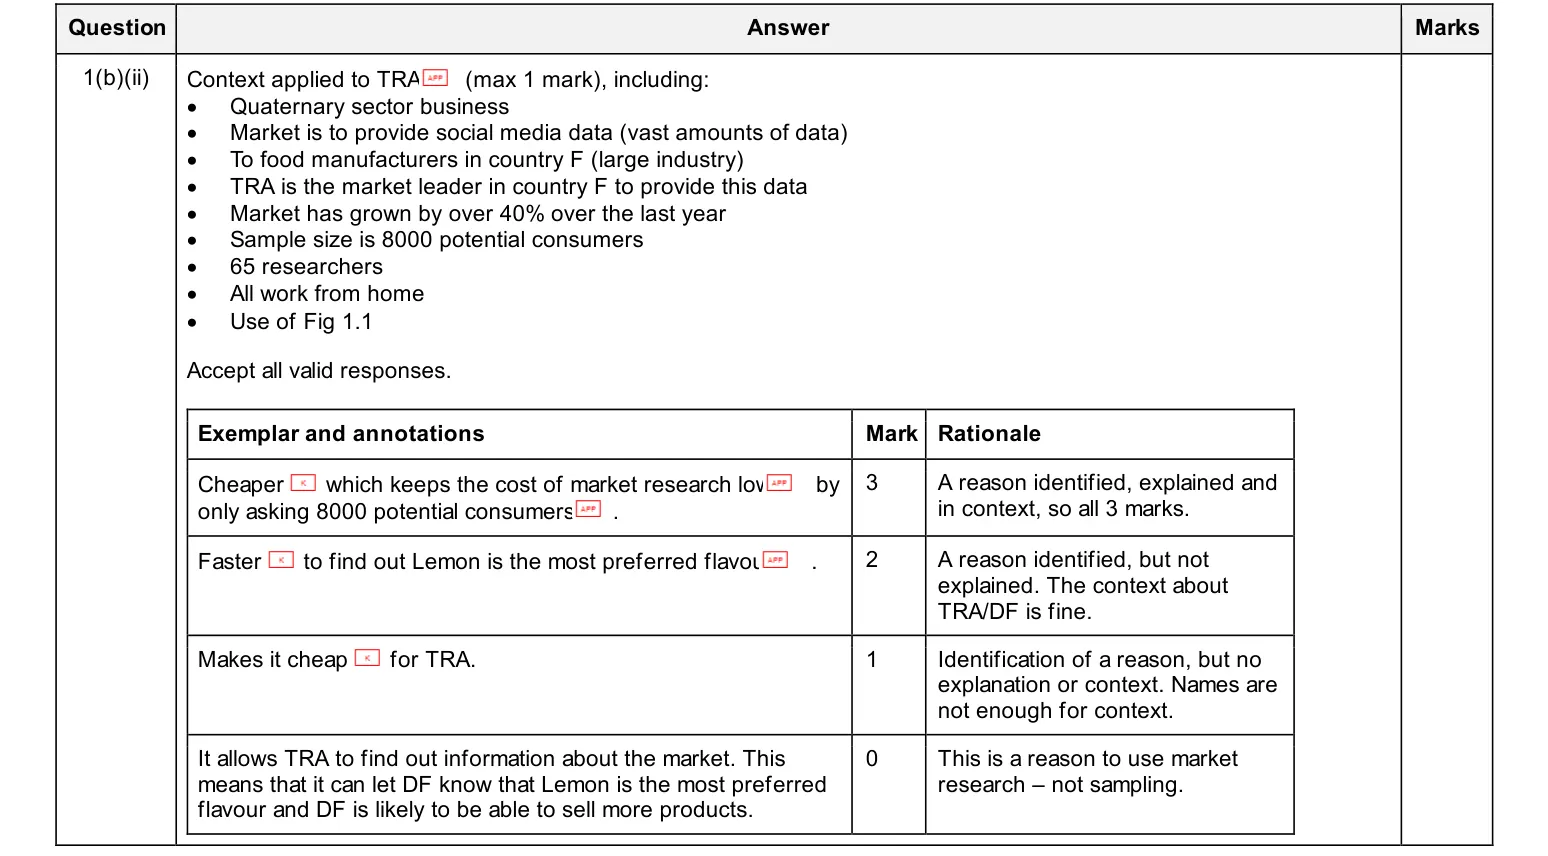 Question Answer Marks
1(b)(ii) Context applied to TRA APP (max 1 mark), including:
• Quaternary sector business
• Market is to provide social media data (vast amounts of data)
• To food manufacturers in country F (large industry)
• TRA is the market leader in country F to provide this data
• Market has grown by over 40% over the last year
• Sample size is 8000 potential consumers
• 65 researchers
• All work from home
• Use of Fig 1.1
Accept all valid responses.
Exemplar and annotations Mark Rationale
Cheaper K which keeps the cost of market research low APP by
only asking 8000 potential consumers APP .
3
A reason identified, explained and
in context, so all 3 marks.
Faster K to find out Lemon is the most preferred flavou APP .
2
A reason identified, but not
explained. The context about
TRA/DF is fine.
Makes it cheap K for TRA.
1
Identification of a reason, but no
explanation or context. Names are
not enough for context.
It allows TRA to find out information about the market. This
means that it can let DF know that Lemon is the most preferred
flavour and DF is likely to be able to sell more products.
0
This is a reason to use market
research – not sampling.